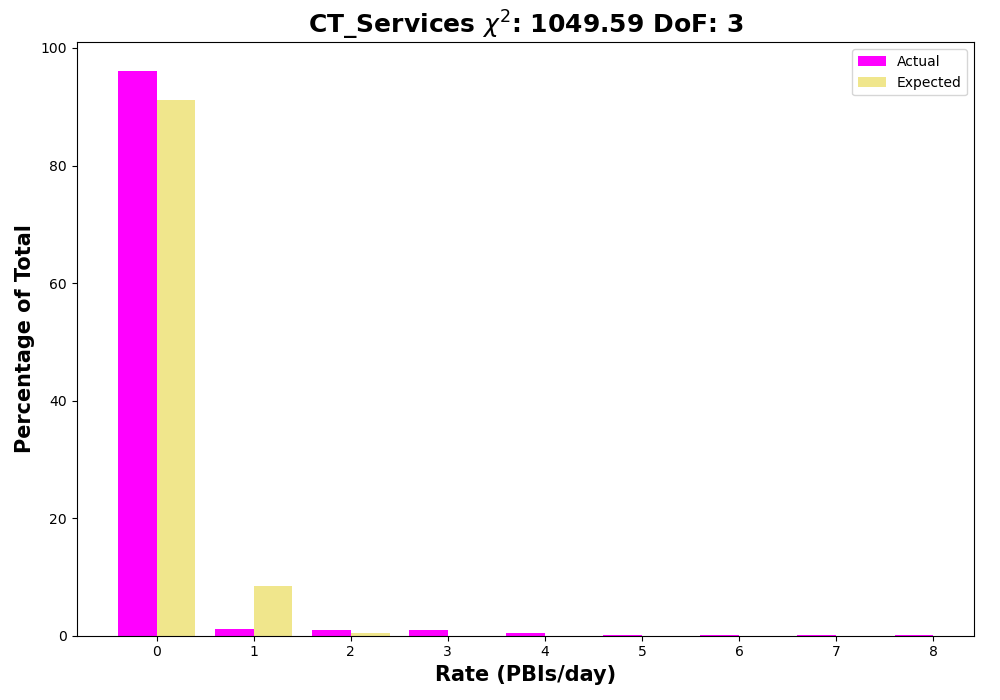 CT_Services χ²: 1049.59 DoF: 3
Actual
Expected
Percentage of Total
100
80
60
40
20
0
0 1 2 3 4 5 6 7 8
Rate (PBIs/day)